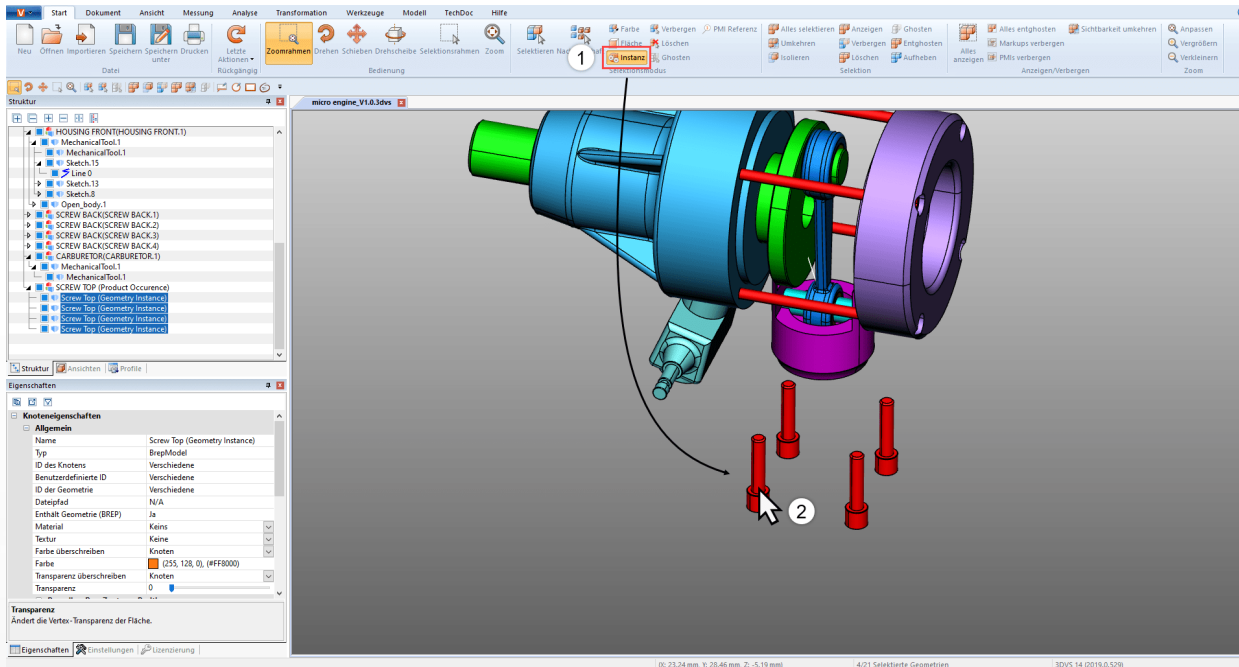 Start Dokument Ansicht Messung Analyse Transformation Werkzeuge Modell TechDoc Hilfe
Neu Öffnen Importieren Speichern Speichern unter Drucken
Datei
Letzte Aktionen
Rückgängig
Zoomrahmen Drehen Schieben Drehscheibe Selektionsrahmen Zoom
Bedienung
Selektieren
1
Farbe Verbergen PMI Referenz
Fläche Löschen
Instanz Ghosten
Selektionsmodus
Alles selektieren Anzeigen Ghosten
Umkehren Verbergen Entghosten
Isolieren Löschen Aufheben
Selektion
Alles anzeigen
Alles entghosten Sichtbarkeit umkehren
Markups verbergen
PMIs verbergen
Anzeigen/Verbergen
Anpassen
Vergrößern
Verkleinern
Zoom
Struktur
micro engine_V1.0.3dvs
HOUSING FRONT(HOUSING FRONT.1)
MechanicalTool.1
MechanicalTool.1
Sketch.15
Line 0
Sketch.13
Sketch.8
Open_body.1
SCREW BACK(SCREW BACK.1)
SCREW BACK(SCREW BACK.2)
SCREW BACK(SCREW BACK.3)
SCREW BACK(SCREW BACK.4)
CARBURETOR(CARBURETOR.1)
MechanicalTool.1
MechanicalTool.1
SCREW TOP (Product Occurence)
Screw Top (Geometry Instance)
Screw Top (Geometry Instance)
Screw Top (Geometry Instance)
Screw Top (Geometry Instance)
Struktur Ansichten Profile
Eigenschaften
Knoteneigenschaften
Allgemein
Name Screw Top (Geometry Instance)
Typ BrepModel
ID des Knotens Verschiedene
Benutzerdefinierte ID Verschiedene
ID der Geometrie Verschiedene
Dateipfad N/A
Enthält Geometrie (BREP) Ja
Material Keins
Textur Keine
Farbe überschreiben Knoten
Farbe (255, 128, 0), (#FF8000)
Transparenz überschreiben Knoten
Transparenz 0
Transparenz
Ändert die Vertex-Transparenz der Fläche.
Eigenschaften Einstellungen Lizenzierung
2
(X: 23.24 mm, Y: 28.46 mm, Z: -5.19 mm) 4/21 Selektierte Geometrien 3DVS 14 (2019.0.529)